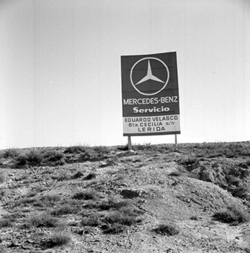 MERCEDES-BENZ
Servicio
EDUARDO VELASCO
Sta CECILIA s/n
LERIDA